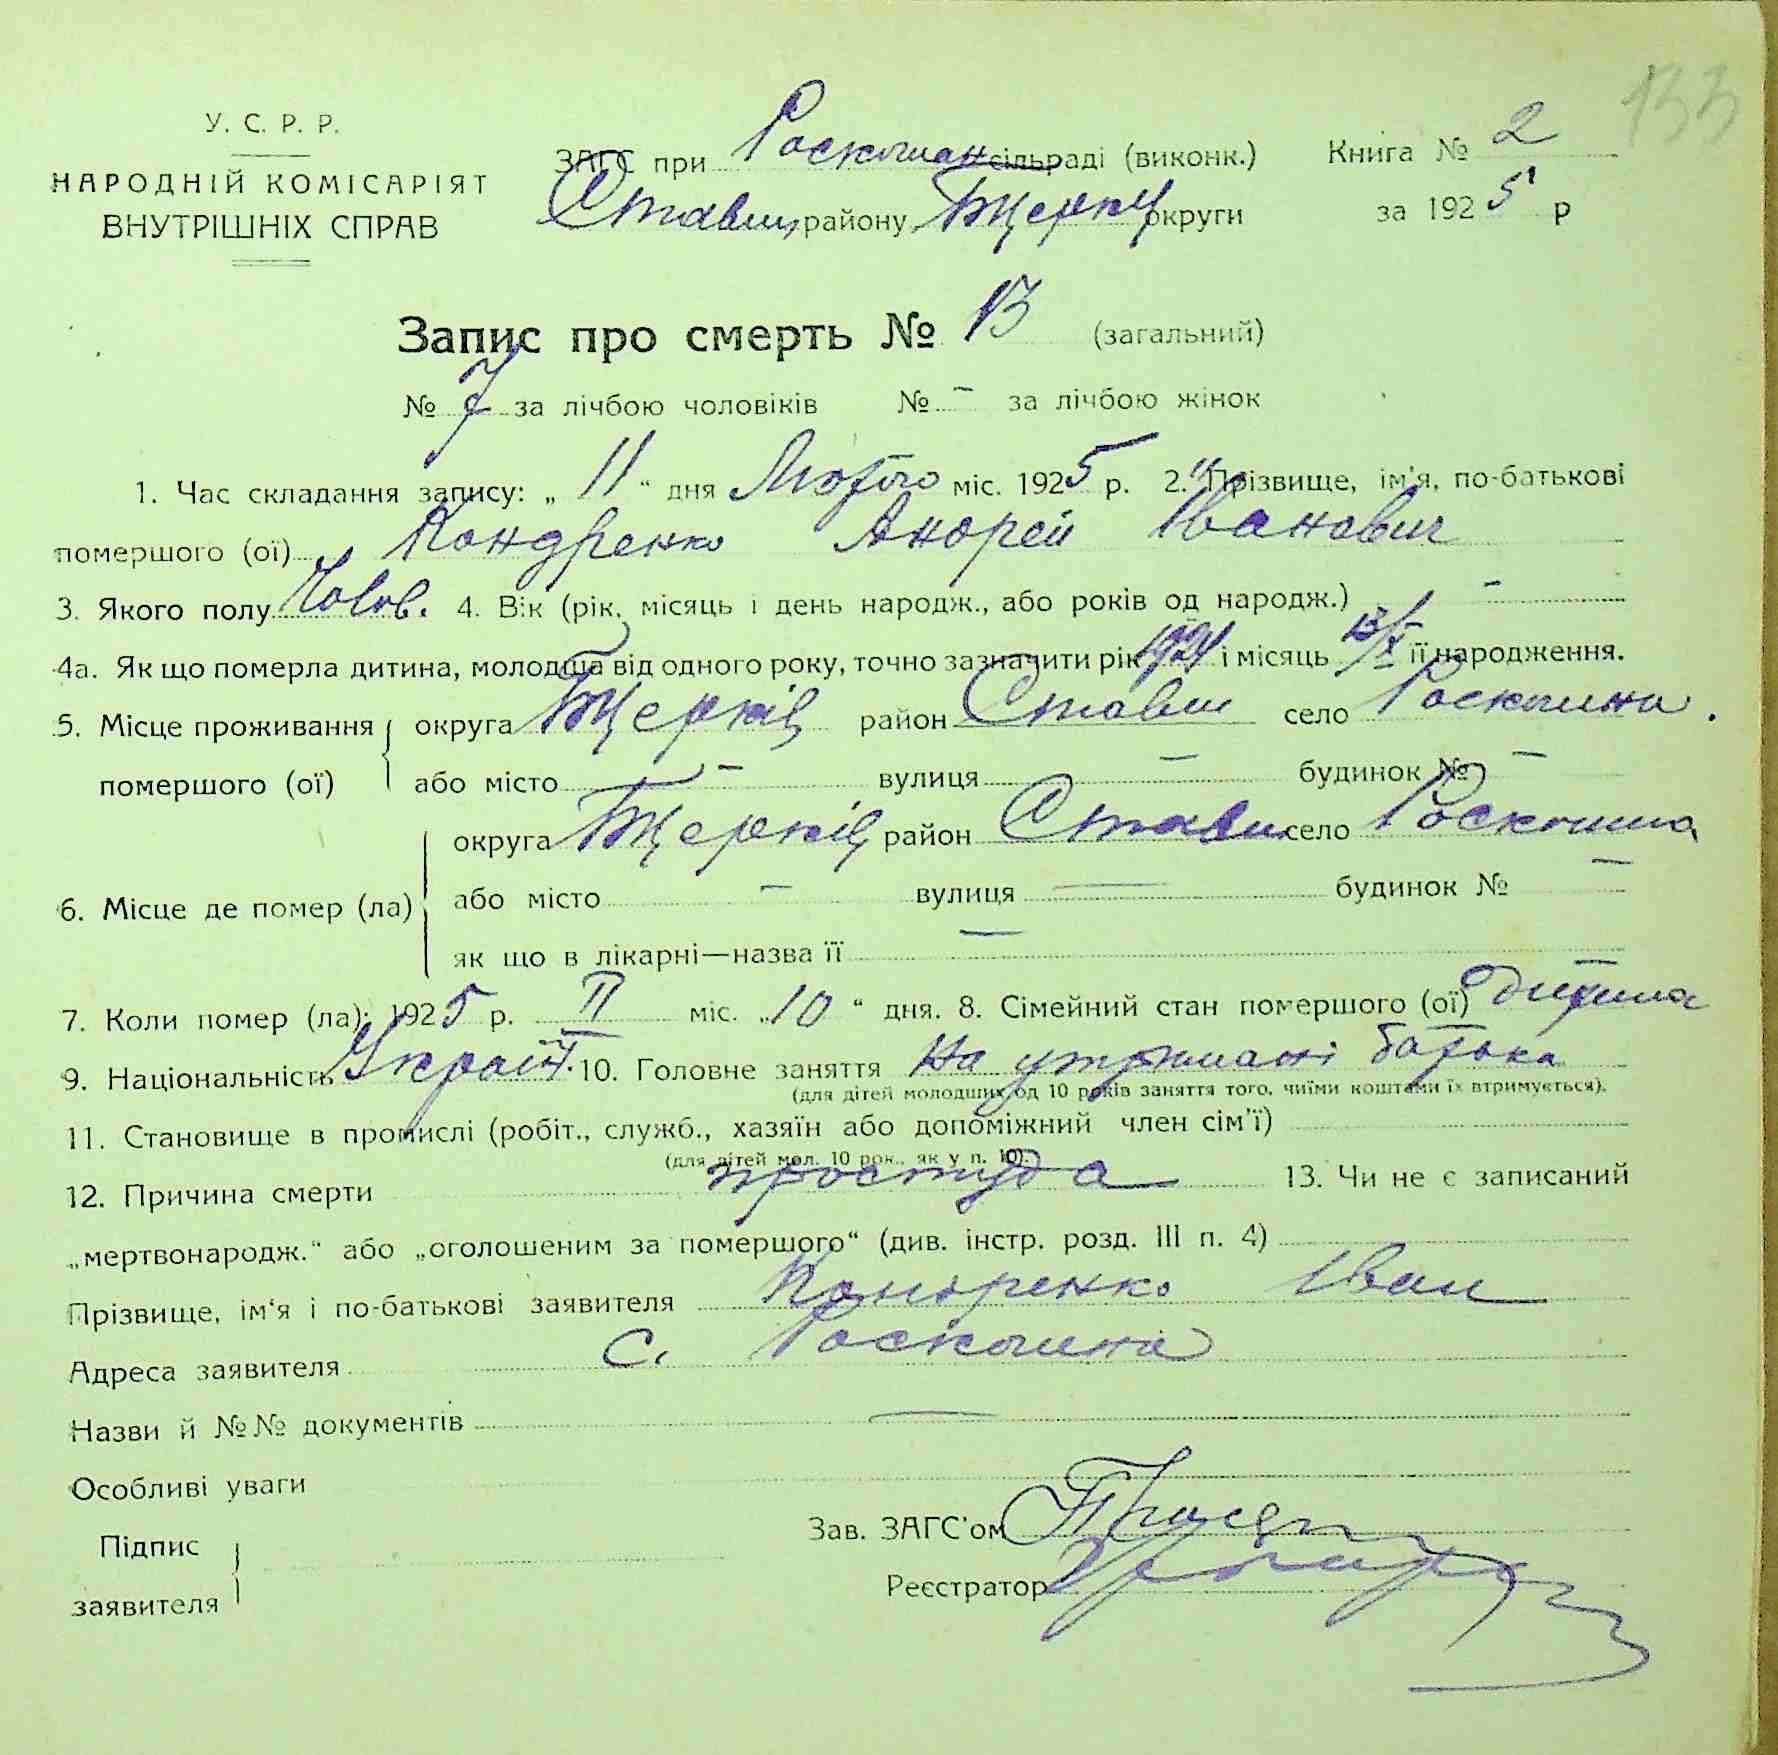 133
У. С. Р. Р.
НАРОДНІЙ КОМІСАРІЯТ
ВНУТРІШНІХ СПРАВ
ЗАГС при Роскошан сільраді (виконк.) Книга № 2
Ставищ району Бцеркц округи за 1925 р
Запис про смерть № 13 (загальний)
№ 7 за лічбою чоловіків № – за лічбою жінок
1. Час складання запису: „ 11 “ дня Лютого міс. 1925 р. 2. Прізвище, ім'я, по-батькові
помершого (ої) Кондренко Андрей Іванович
3. Якого полу Чолов. 4. Вік (рік, місяць і день народж., або років од народж.) –
4а. Як що померла дитина, молодша від одного року, точно зазначити рік 1924 і місяць 13/X її народження.
5. Місце проживання помершого (ої) округа Бцерків район Ставищ село Роскошна.
або місто – вулиця – будинок № –
6. Місце де помер (ла) округа Бцерків район Ставищ село Роскошна
або місто – вулиця — будинок № –
як що в лікарні—назва її –
7. Коли помер (ла): 1925 р. II міс. „10“ дня. 8. Сімейний стан помершого (ої) дитина
9. Національність Україн. 10. Головне заняття на утримані батька
(для дітей молодших од 10 років заняття того, чиїми коштами їх втримується).
11. Становище в промислі (робіт., служб., хазяїн або допоміжний член сім'ї)
(для дітей мол. 10 рок., як у п. 10).
12. Причина смерти простуда 13. Чи не є записаний
„мертвонародж.“ або „оголошеним за помершого“ (див. інстр. розд. III п. 4)
Прізвище, ім'я і по-батькові заявителя Кондренко Іван
Адреса заявителя с. Роскошна
Назви й №№ документів —
Особливі уваги
Підпис заявителя
Зав. ЗАГС'ом
Реєстратор